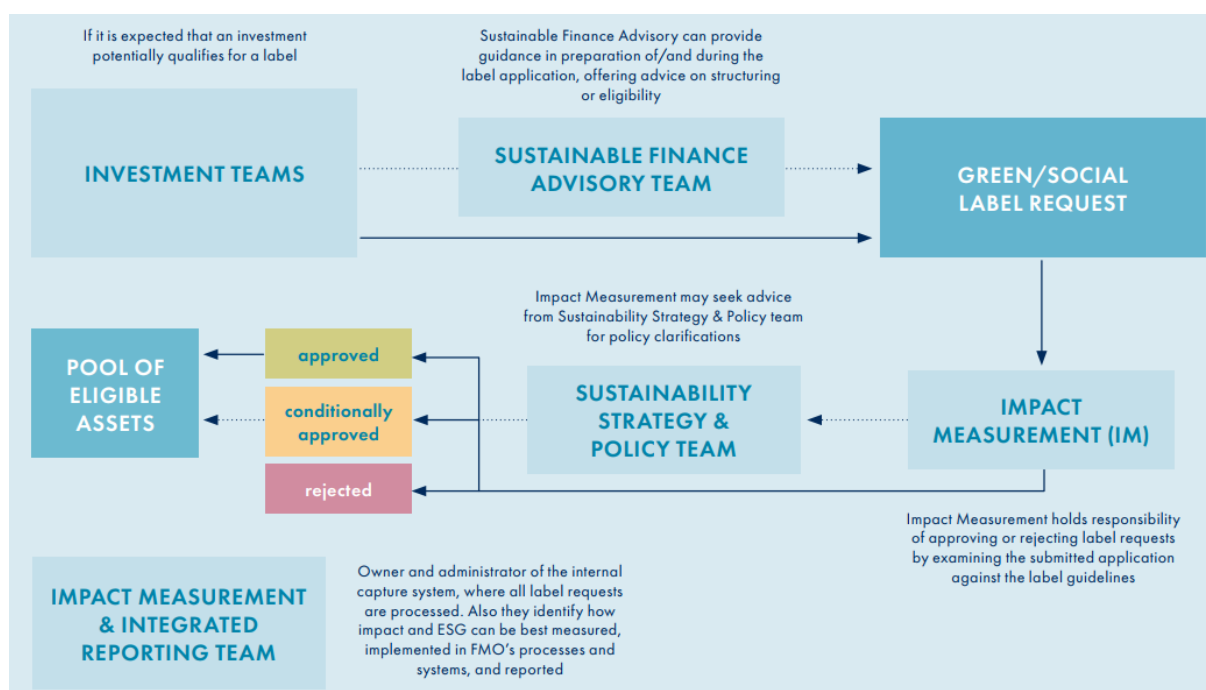 If it is expected that an investment
potentially qualifies for a label
Sustainable Finance Advisory can provide
guidance in preparation of/and during the
label application, offering advice on structuring
or eligibility
INVESTMENT TEAMS
SUSTAINABLE FINANCE
ADVISORY TEAM
GREEN/SOCIAL
LABEL REQUEST
Impact Measurement may seek advice
from Sustainability Strategy & Policy team
for policy clarifications
POOL OF
ELIGIBLE
ASSETS
approved
conditionally
approved
rejected
SUSTAINABILITY
STRATEGY &
POLICY TEAM
IMPACT
MEASUREMENT (IM)
Impact Measurement holds responsibility
of approving or rejecting label requests
by examining the submitted application
against the label guidelines
IMPACT MEASUREMENT
& INTEGRATED
REPORTING TEAM
Owner and administrator of the internal
capture system, where all label requests
are processed. Also they identify how
impact and ESG can be best measured,
implemented in FMO's processes and
systems, and reported